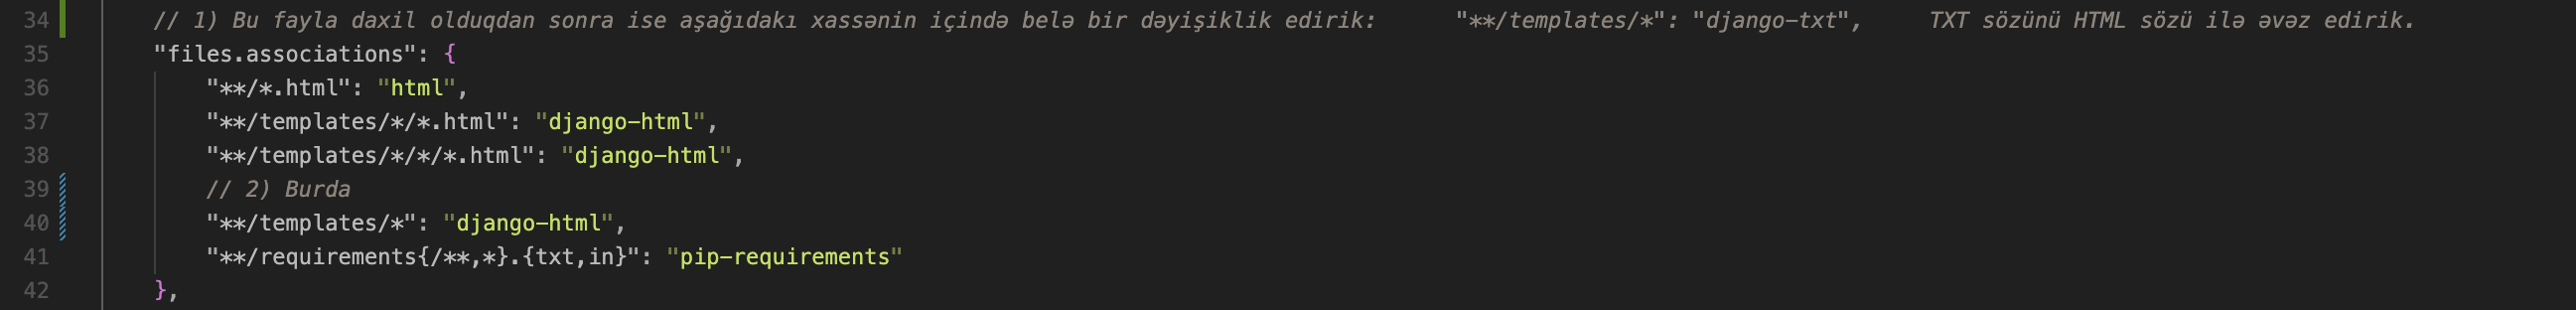 34 // 1) Bu fayla daxil olduqdan sonra ise aşağıdakı xassənin içində belə bir dəyişiklik edirik: "**/templates/*": "django-txt", TXT sözünü HTML sözü ilə əvəz edirik.
35 "files.associations": {
36 "**/*.html": "html",
37 "**/templates/*/*.html": "django-html",
38 "**/templates/*/*/*.html": "django-html",
39 // 2) Burda
40 "**/templates/*": "django-html",
41 "**/requirements{/**,*}.{txt,in}": "pip-requirements"
42 },